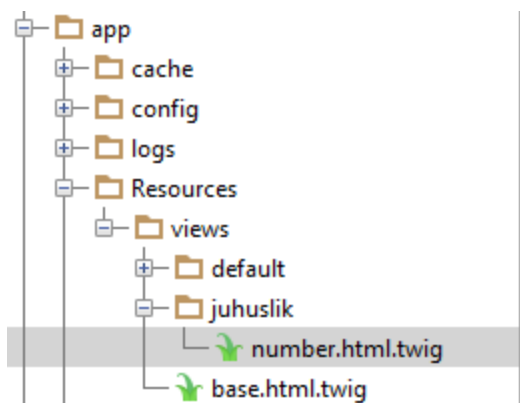 app
cache
config
logs
Resources
views
default
juhuslik
number.html.twig
base.html.twig